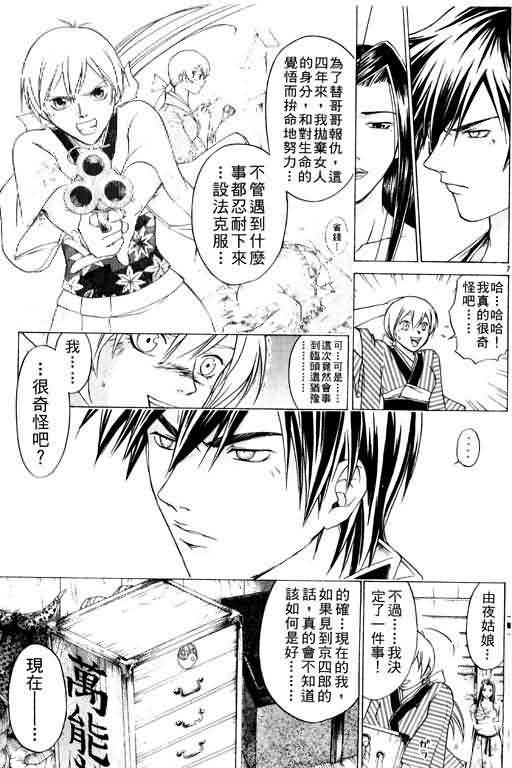 為了替哥哥報仇，這
四年來，我拋棄女人
的身分，和對生命的
覺悟而拚命地
努力……
不管遇到什麼
事都忍耐下來
…設法克服…
省錢！
7
哈…哈哈！
我真的很奇
怪吧……
可…可是……
這次竟然會事
到臨頭還猶豫
……
我…
……
…很奇怪吧？
……
由夜姑娘…
……
不過……我決
定了一件事！
的確…現在的我，
如果見到京四郎的
話，真的會不知道
該如何是好……
萬能
現在——…